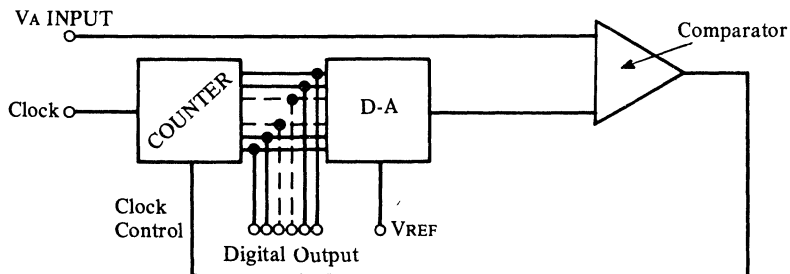 VA INPUT
Comparator
Clock
COUNTER
D-A
Clock
Control
VREF
Digital Output